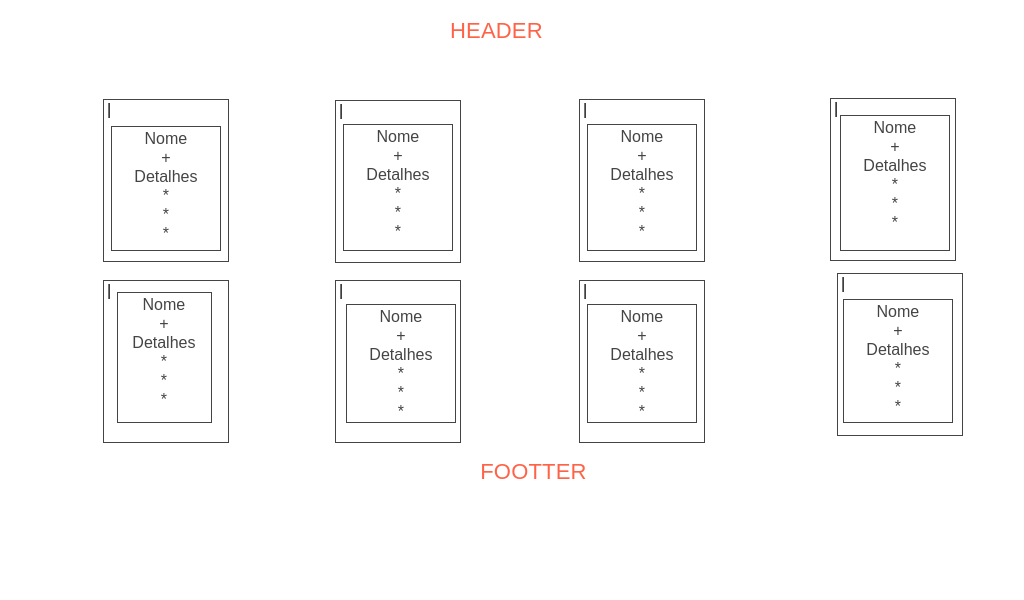 HEADER
|
Nome
+
Detalhes
*
*
*
|
Nome
+
Detalhes
*
*
*
|
Nome
+
Detalhes
*
*
*
|
Nome
+
Detalhes
*
*
*
|
Nome
+
Detalhes
*
*
*
|
Nome
+
Detalhes
*
*
*
|
Nome
+
Detalhes
*
*
*
|
Nome
+
Detalhes
*
*
*
FOOTTER